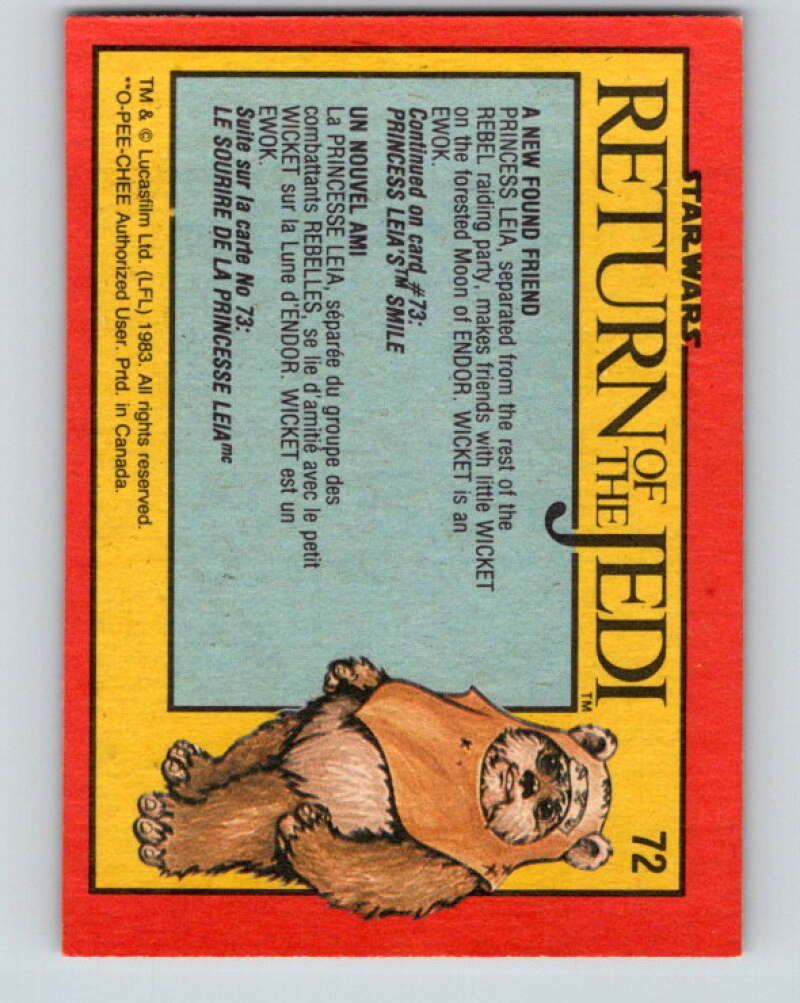 STAR WARS
RETURN OF THE JEDI™
72
A NEW FOUND FRIEND
PRINCESS LEIA, separated from the rest of the
REBEL raiding party, makes friends with little WICKET
on the forested Moon of ENDOR. WICKET is an
EWOK.
Continued on card #73:
PRINCESS LEIA'S™ SMILE
UN NOUVEL AMI
La PRINCESSE LEIA, séparée du groupe des
combattants REBELLES, se lie d'amitié avec le petit
WICKET sur la Lune d'ENDOR. WICKET est un
EWOK.
Suite sur la carte No 73:
LE SOURIRE DE LA PRINCESSE LEIAmc
TM & © Lucasfilm Ltd. (LFL) 1983. All rights reserved.
**O-PEE-CHEE Authorized User. Prtd. in Canada.